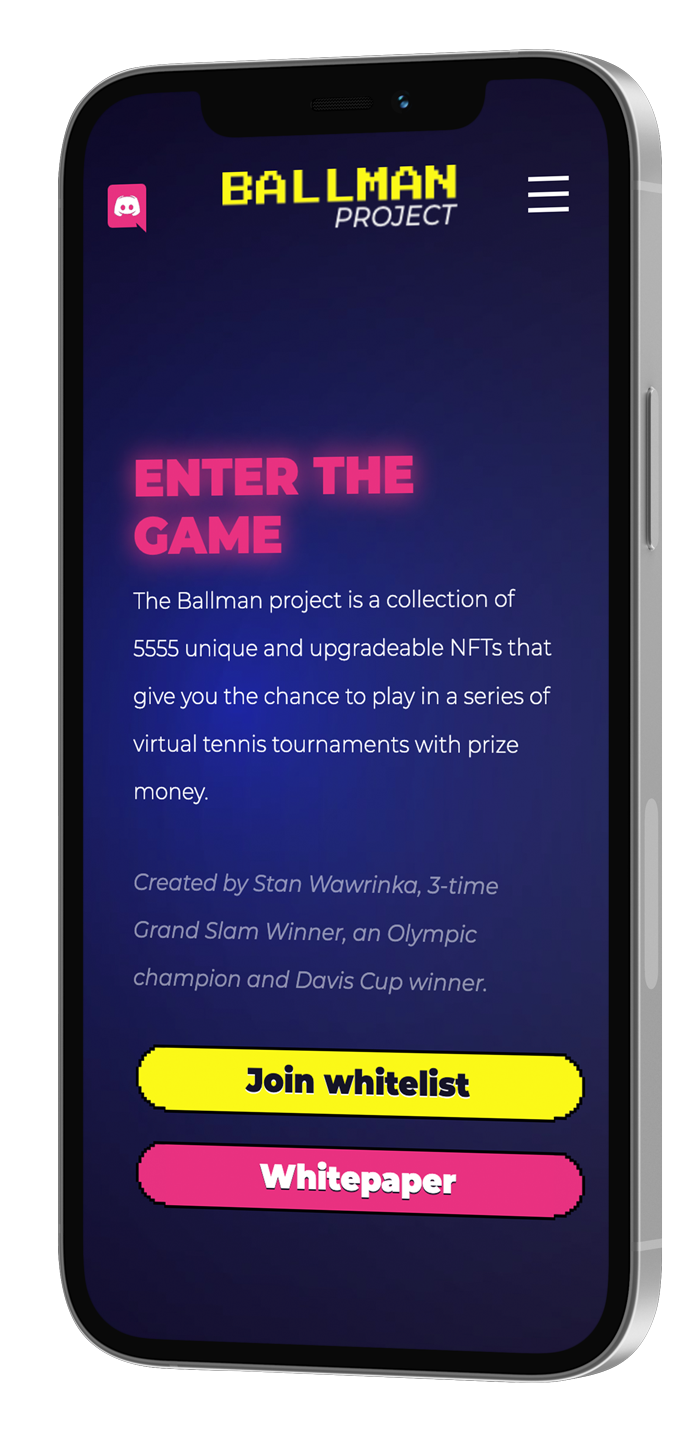 BALLMAN
PROJECT
ENTER THE
GAME
The Ballman project is a collection of
5555 unique and upgradeable NFTs that
give you the chance to play in a series of
virtual tennis tournaments with prize
money.
Created by Stan Wawrinka, 3-time
Grand Slam Winner, an Olympic
champion and Davis Cup winner.
Join whitelist
Whitepaper